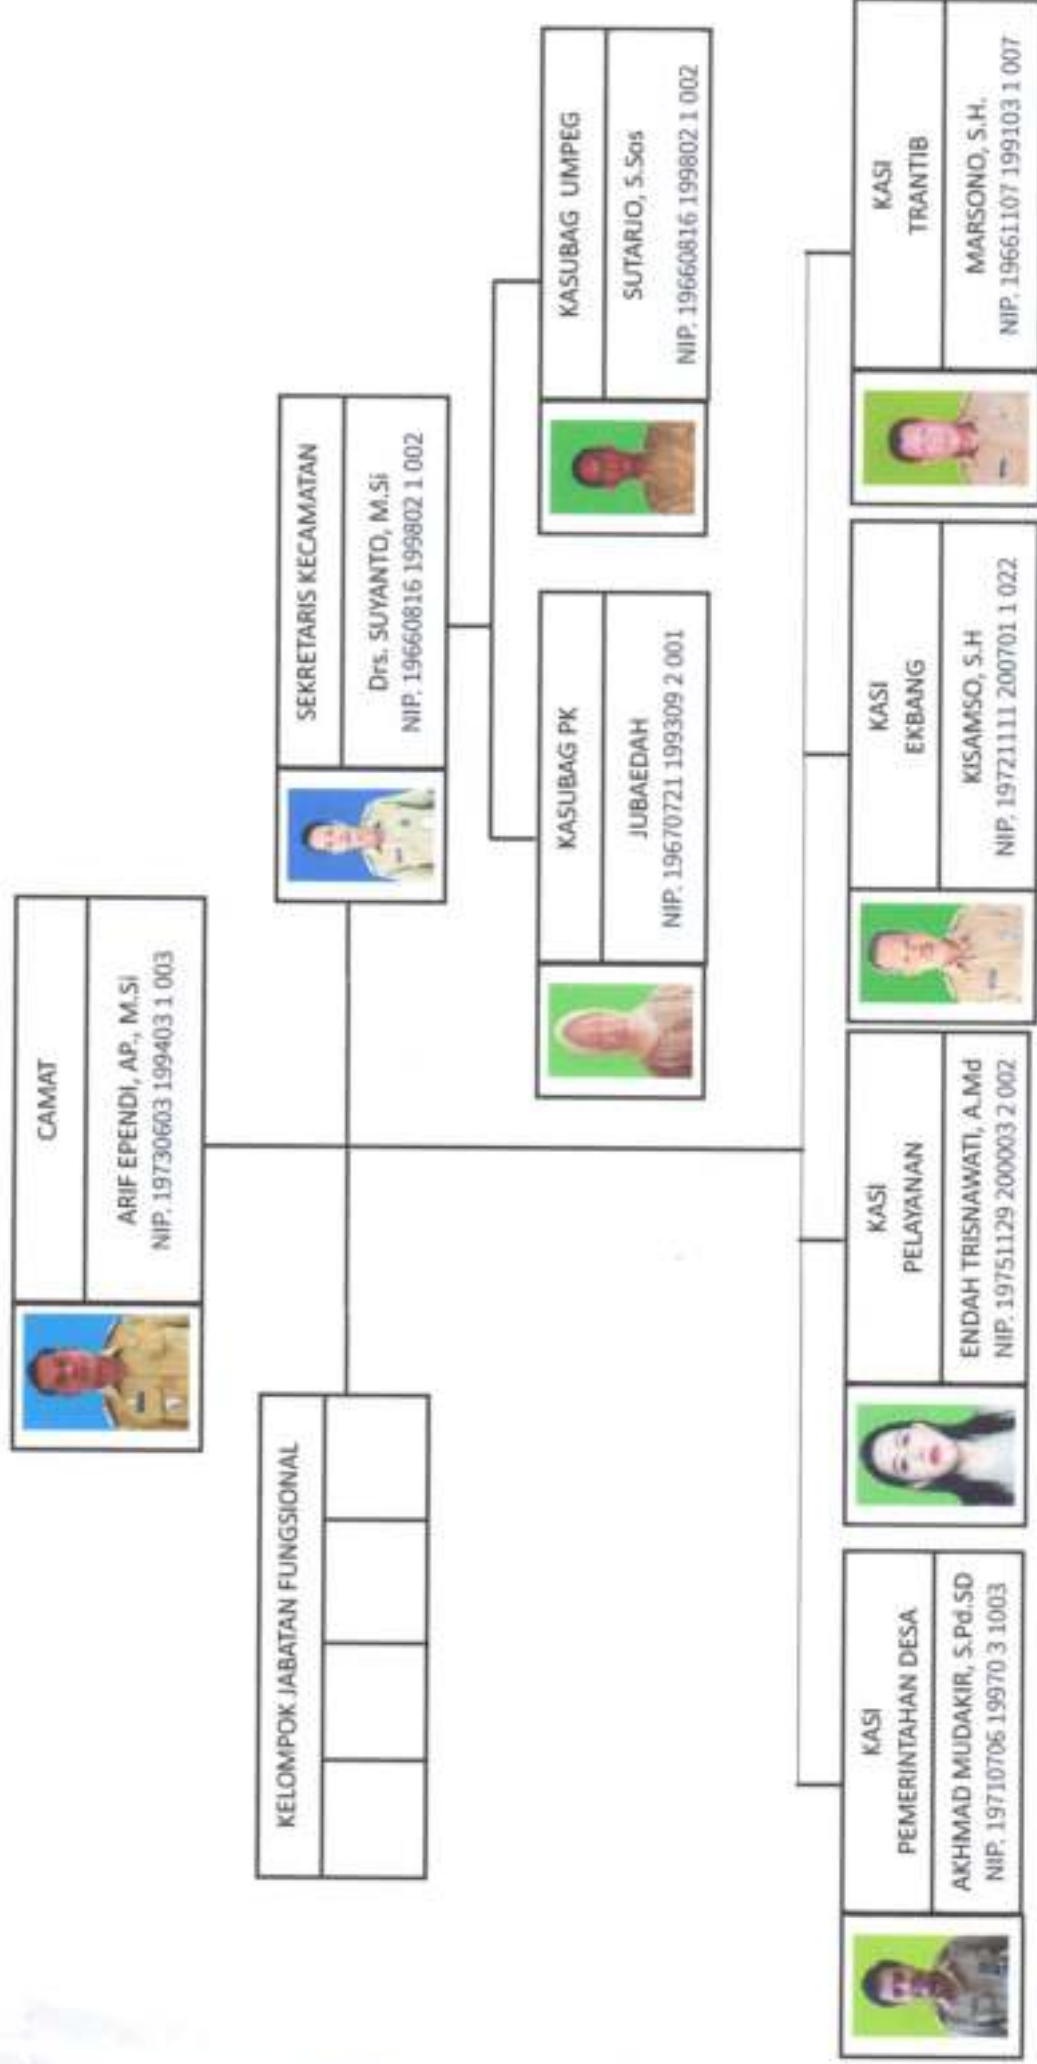 CAMAT
ARIF EPENDI, AP., M.Si
NIP. 19730603 199403 1 003
KELOMPOK JABATAN FUNGSIONAL
SEKRETARIS KECAMATAN
Drs. SUYANTO, M.Si
NIP. 19660816 199802 1 002
KASUBAG PK
JUBAEDAH
NIP. 19670721 199309 2 001
KASUBAG UMPEG
SUTARJO, S.Sos
NIP. 19660816 199802 1 002
KASI
PEMERINTAHAN DESA
AKHMAD MUDAKIR, S.Pd.SD
NIP. 19710706 19970 3 1003
KASI
PELAYANAN
ENDAH TRISNAWATI, A.Md
NIP. 19751129 200003 2 002
KASI
EKBANG
KISAMSO, S.H
NIP. 19721111 200701 1 022
KASI
TRANTIB
MARSONO, S.H.
NIP. 19661107 199103 1 007